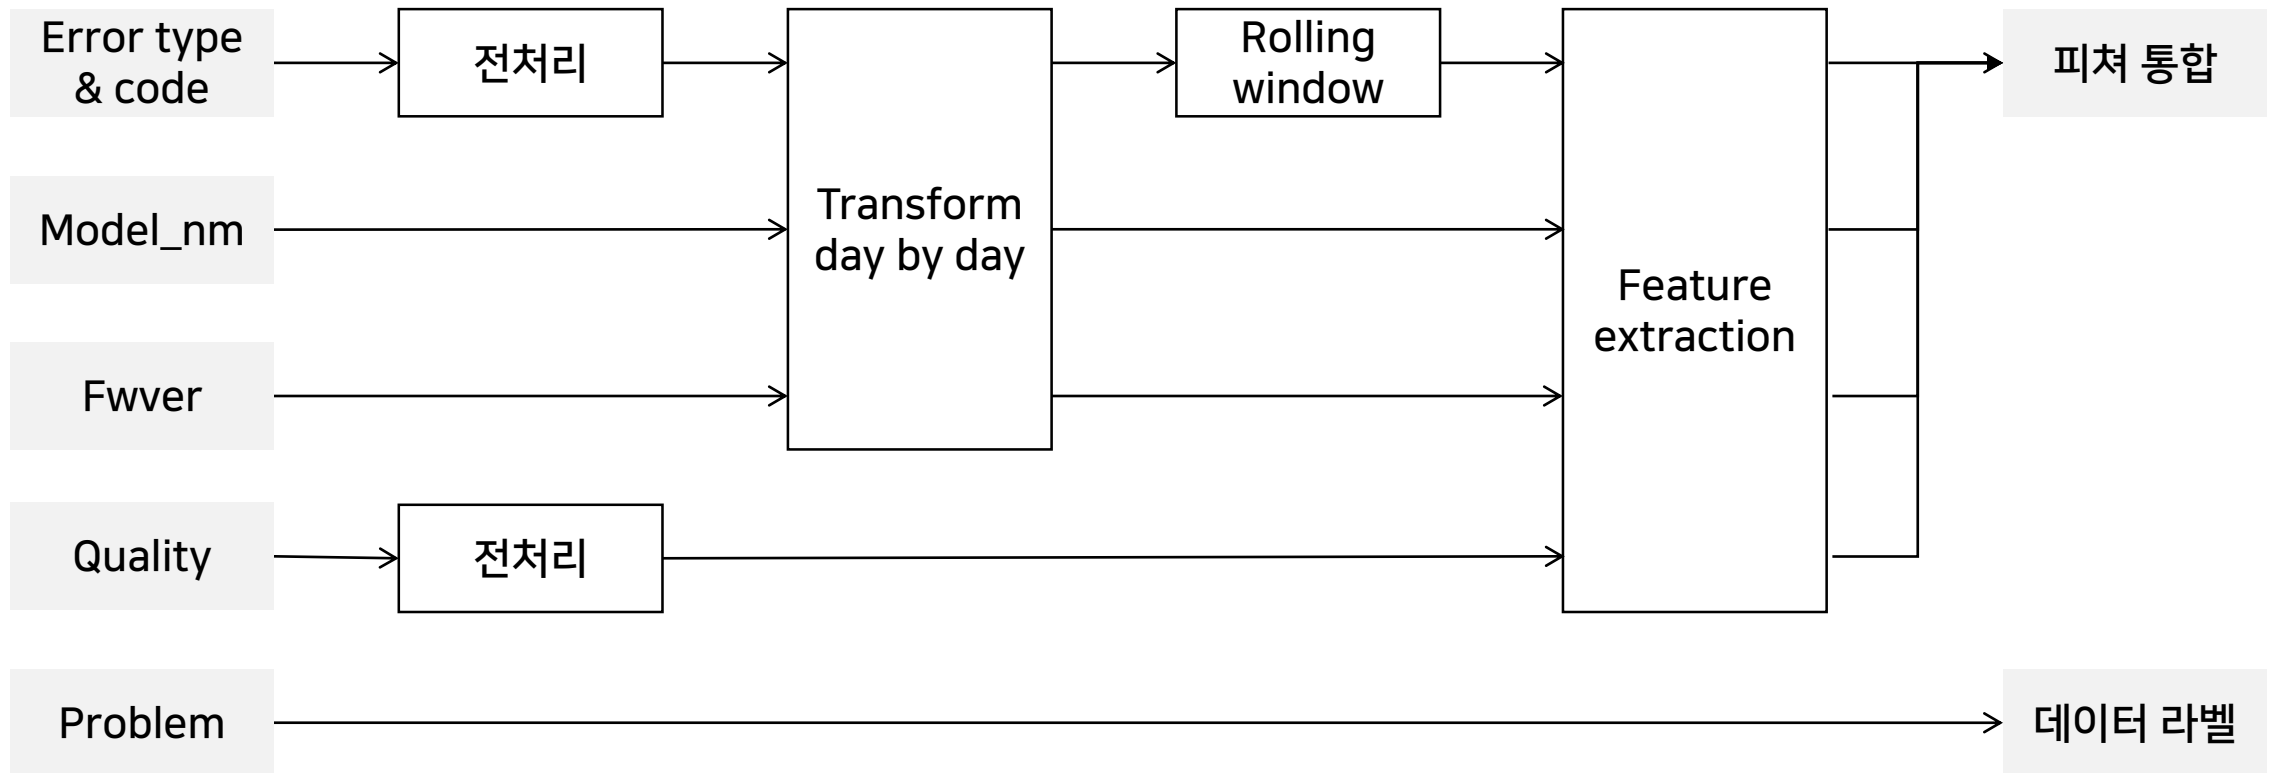 Error type
& code
전처리
Rolling
window
피쳐 통합
Model_nm
Transform
day by day
Feature
extraction
Fwver
Quality
전처리
Problem
데이터 라벨